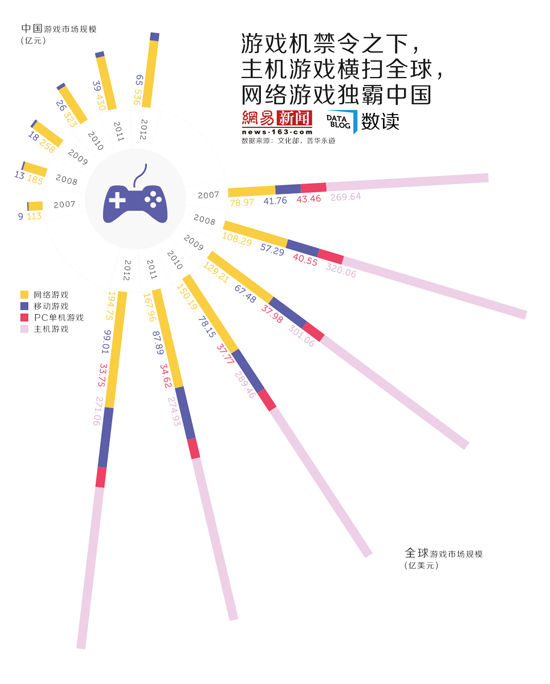 中国游戏市场规模
(亿元)
游戏机禁令之下，
主机游戏横扫全球，
网络游戏独霸中国
網易 新闻
news·163·com
DATA
BLOG
数读
数据来源：文化部，普华永道
65 536
2012
39 430
2011
26 323
2010
18 258
2009
13 185
2008
9 113
2007
2007
78.97 41.76 43.46 269.64
2008
108.29 57.29 40.55 320.06
2009
129.21 67.48 37.98 301.06
2010
150.19 78.15 37.77 289.46
2011
167.96 87.89 34.62 274.93
2012
194.75 99.01 33.75 271.06
网络游戏
移动游戏
PC单机游戏
主机游戏
全球游戏市场规模
(亿美元)